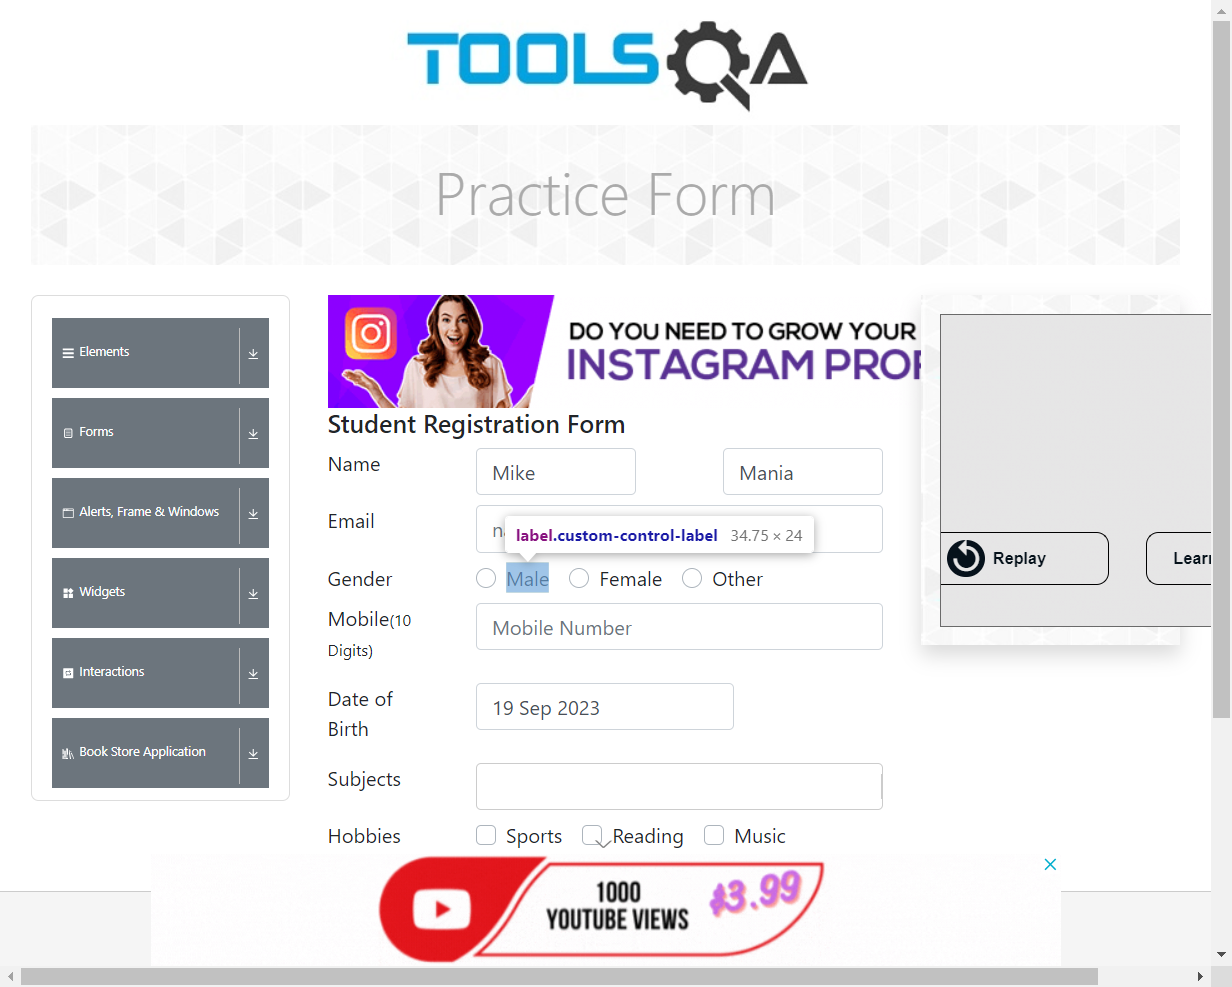 TOOLSQA
Practice Form
Elements
Forms
Alerts, Frame & Windows
Widgets
Interactions
Book Store Application
DO YOU NEED TO GROW YOUR
INSTAGRAM
Student Registration Form
Name
Mike
Mania
Email
label.custom-control-label 34.75 × 24
Gender
Male
Female
Other
Mobile(10
Digits)
Mobile Number
Date of
Birth
19 Sep 2023
Subjects
Hobbies
Sports
Reading
Music
Replay
1000
YOUTUBE VIEWS
$3.99